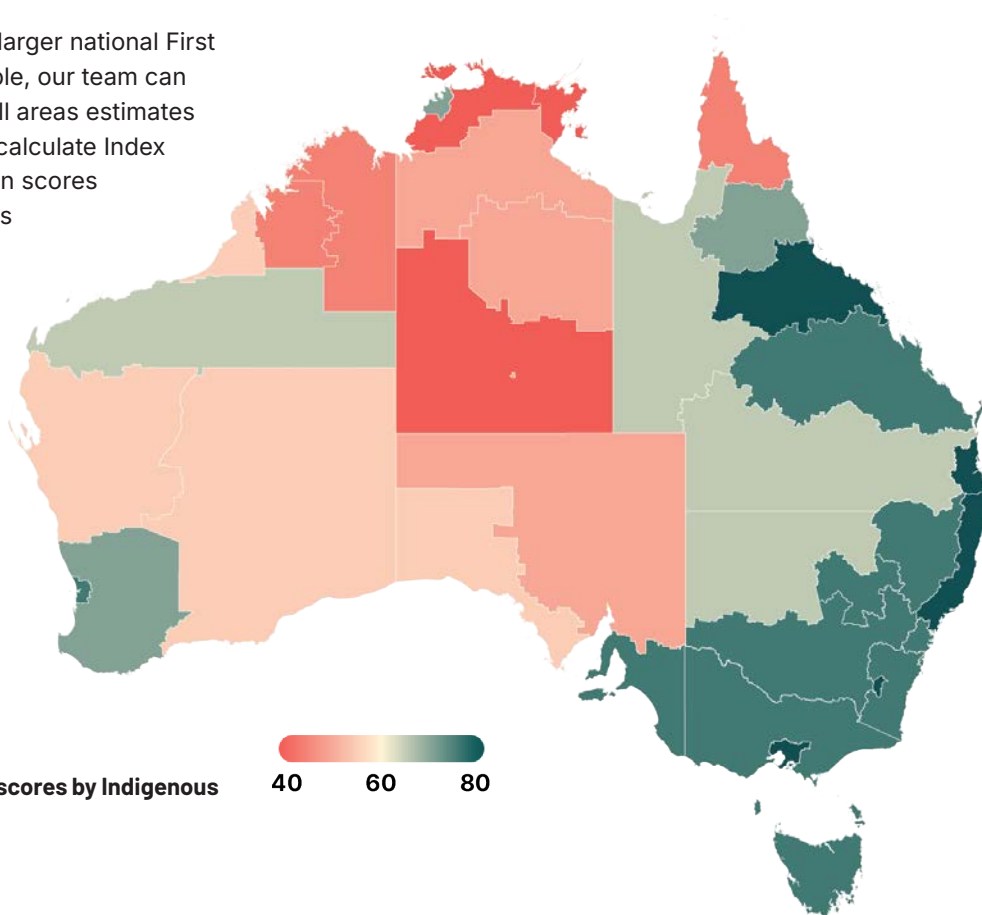 larger national First
ple, our team can
ll areas estimates
calculate Index
n scores
s
scores by Indigenous
40 60 80